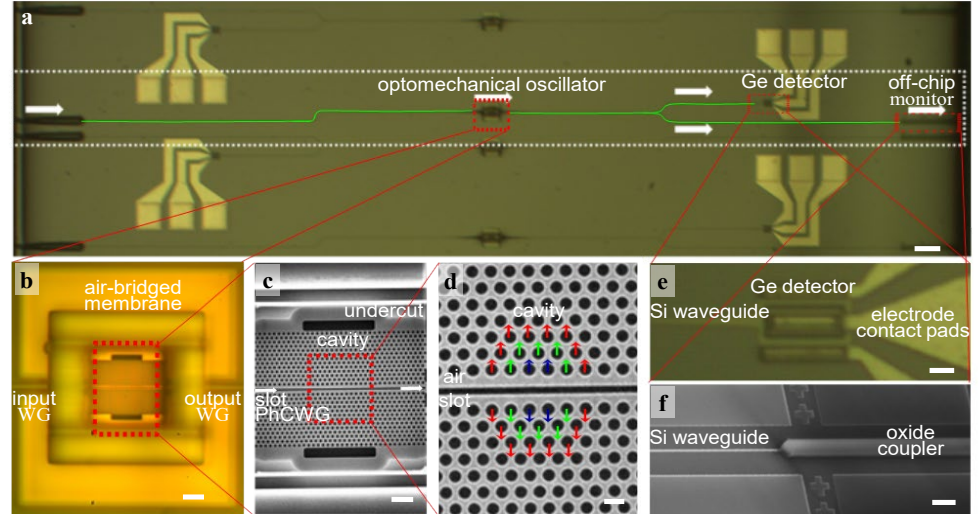 a
optomechanical oscillator
Ge detector
off-chip
monitor
b
air-bridged
membrane
input
WG
output
WG
c
undercut
cavity
slot
PhCWG
d
cavity
air
slot
e
Ge detector
Si waveguide
electrode
contact pads
f
Si waveguide
oxide
coupler